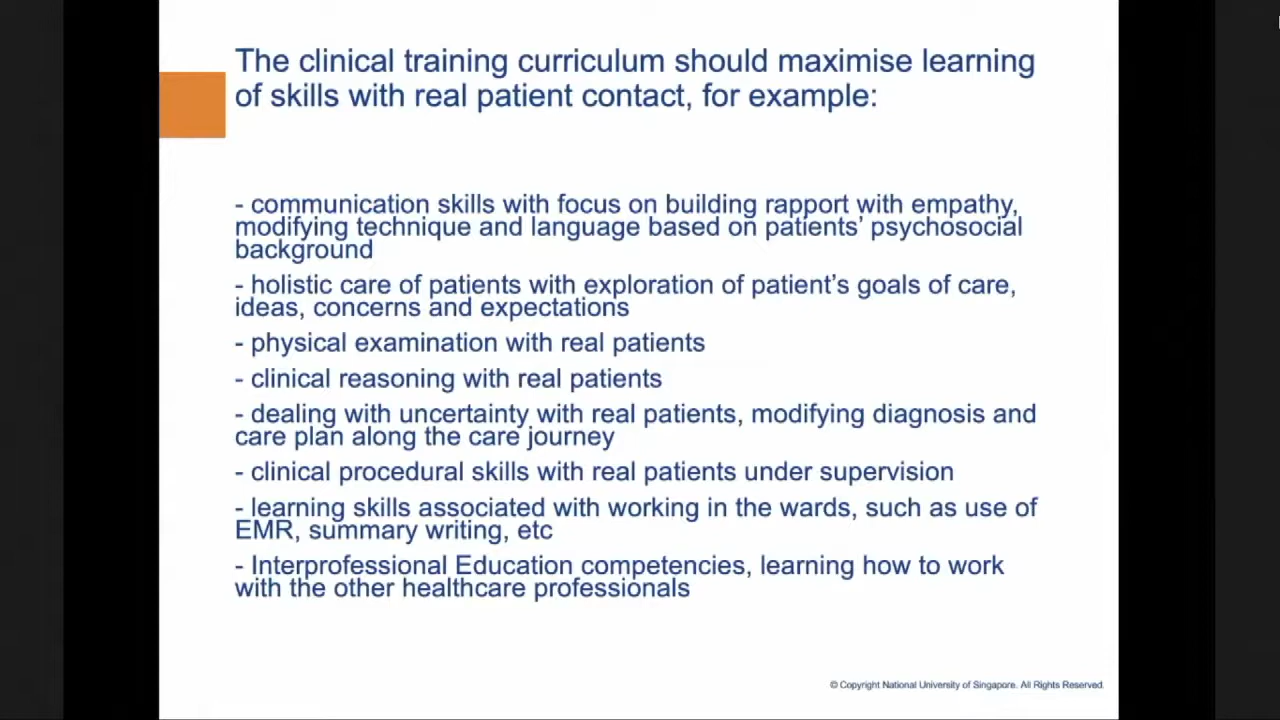 The clinical training curriculum should maximise learning
of skills with real patient contact, for example:
- communication skills with focus on building rapport with empathy,
modifying technique and language based on patients’ psychosocial
background
- holistic care of patients with exploration of patient’s goals of care,
ideas, concerns and expectations
- physical examination with real patients
- clinical reasoning with real patients
- dealing with uncertainty with real patients, modifying diagnosis and
care plan along the care journey
- clinical procedural skills with real patients under supervision
- learning skills associated with working in the wards, such as use of
EMR, summary writing, etc
- Interprofessional Education competencies, learning how to work
with the other healthcare professionals
© Copyright National University of Singapore. All Rights Reserved.